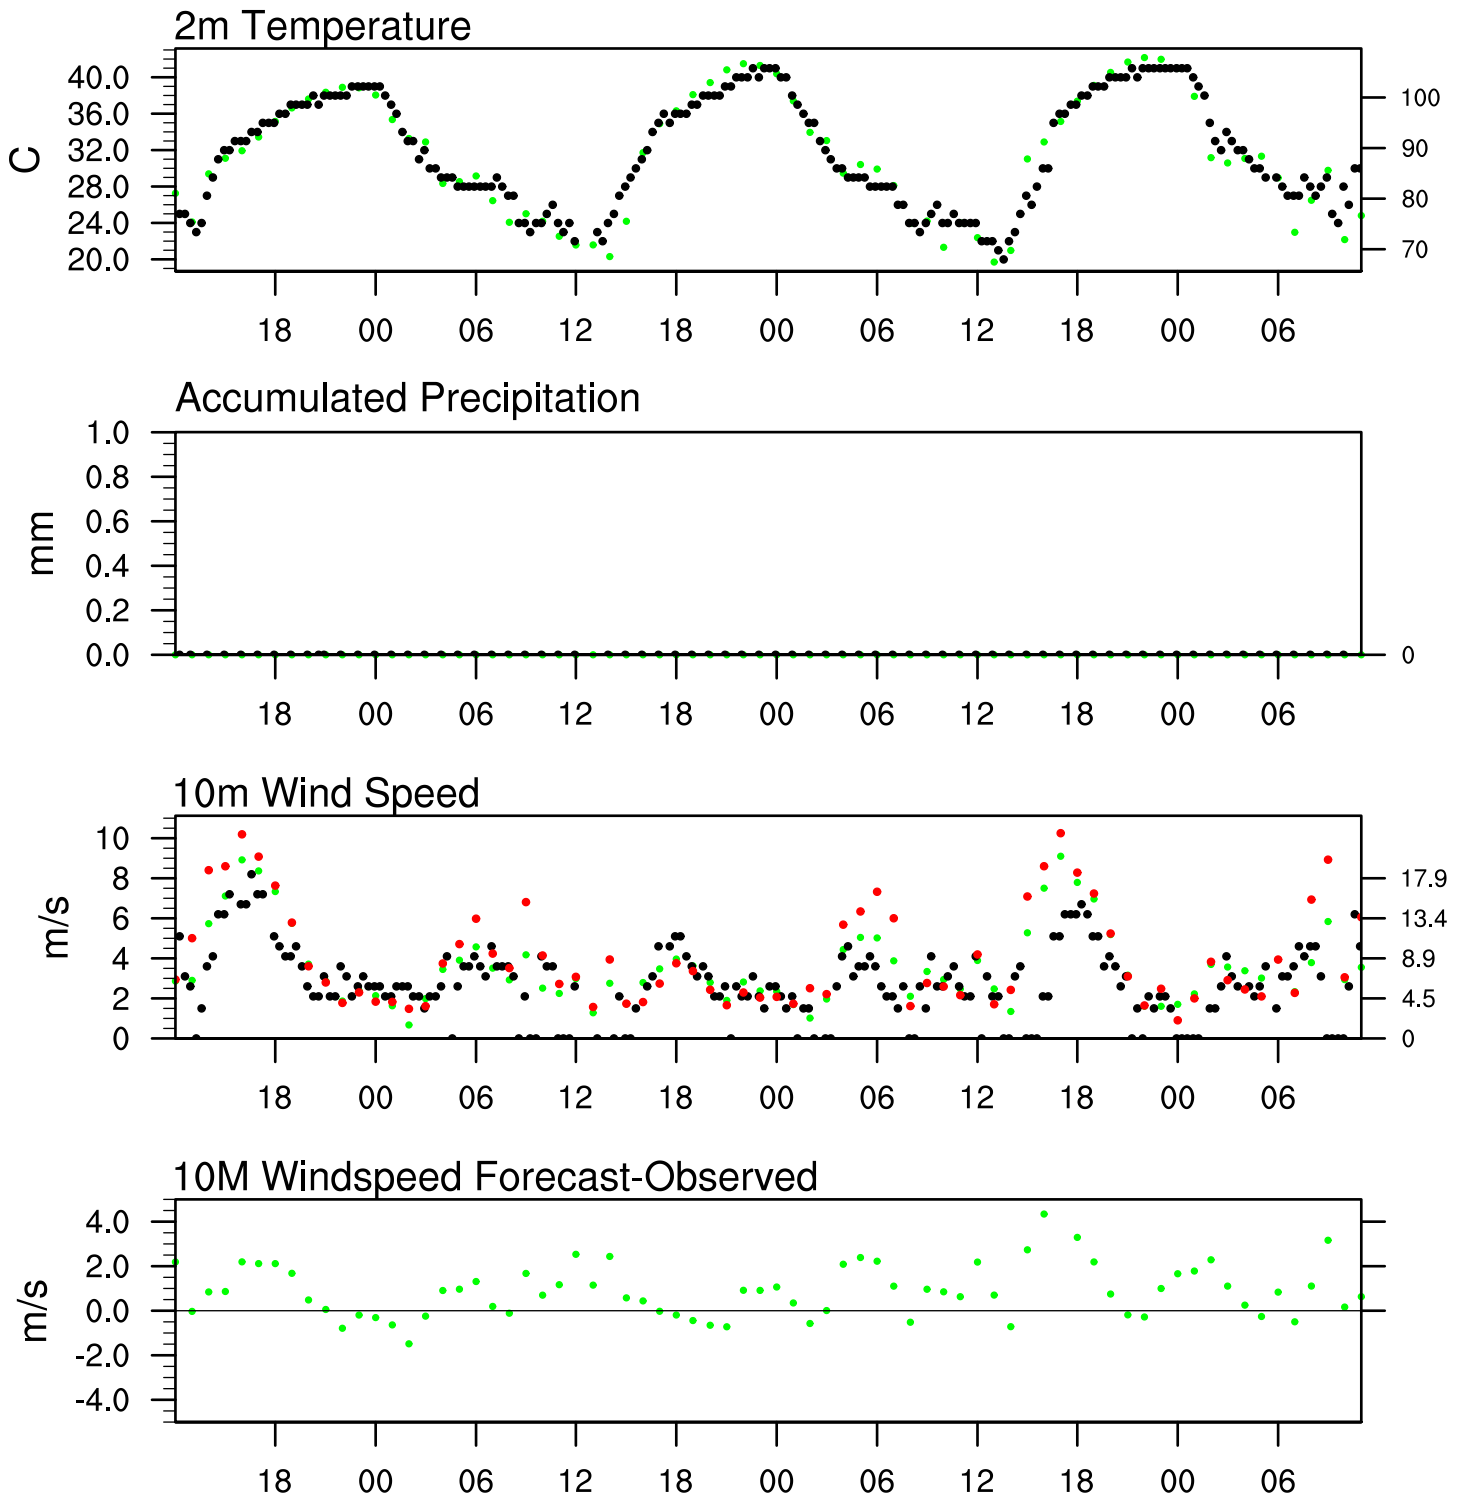 2m Temperature
C
40.0
36.0
32.0
28.0
24.0
20.0
100
90
80
70
18 00 06 12 18 00 06 12 18 00 06
Accumulated Precipitation
mm
1.0
0.8
0.6
0.4
0.2
0.0
0
18 00 06 12 18 00 06 12 18 00 06
10m Wind Speed
m/s
10
8
6
4
2
0
17.9
13.4
8.9
4.5
0
18 00 06 12 18 00 06 12 18 00 06
10M Windspeed Forecast-Observed
m/s
4.0
2.0
0.0
-2.0
-4.0
18 00 06 12 18 00 06 12 18 00 06